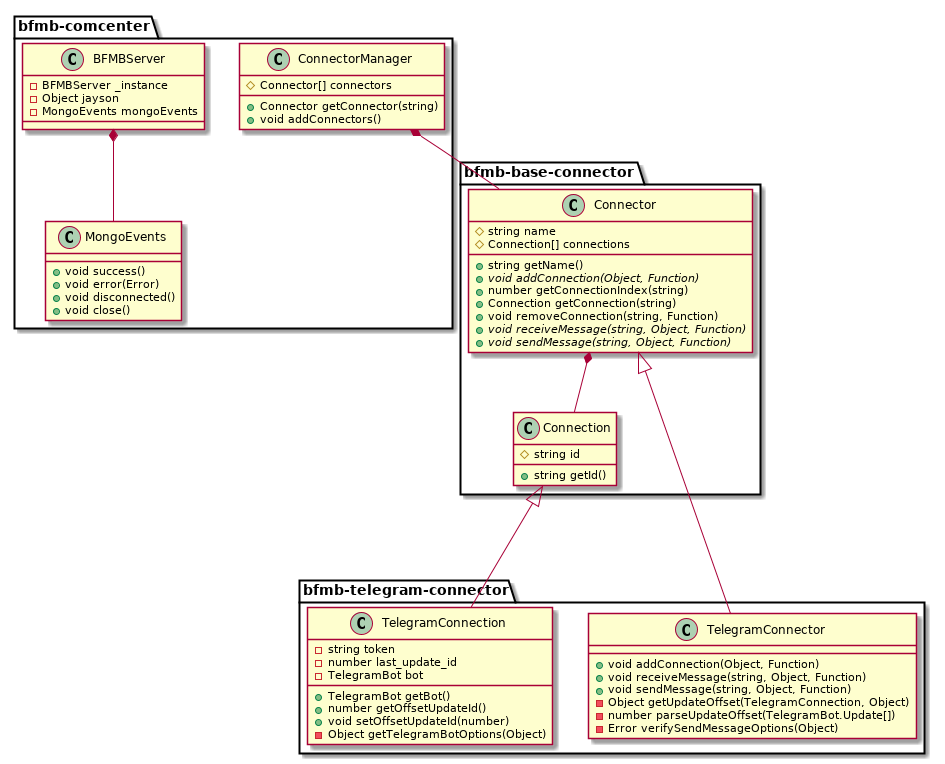 bfmb-comcenter
C BFMBServer
BFMBServer _instance
Object jayson
MongoEvents mongoEvents
C ConnectorManager
Connector[] connectors
Connector getConnector(string)
void addConnectors()
C MongoEvents
void success()
void error(Error)
void disconnected()
void close()
bfmb-base-connector
C Connector
string name
Connection[] connections
string getName()
void addConnection(Object, Function)
number getConnectionIndex(string)
Connection getConnection(string)
void removeConnection(string, Function)
void receiveMessage(string, Object, Function)
void sendMessage(string, Object, Function)
C Connection
string id
string getId()
bfmb-telegram-connector
C TelegramConnection
string token
number last_update_id
TelegramBot bot
TelegramBot getBot()
number getOffsetUpdateId()
void setOffsetUpdateId(number)
Object getTelegramBotOptions(Object)
C TelegramConnector
void addConnection(Object, Function)
void receiveMessage(string, Object, Function)
void sendMessage(string, Object, Function)
Object getUpdateOffset(TelegramConnection, Object)
number parseUpdateOffset(TelegramBot.Update[])
Error verifySendMessageOptions(Object)